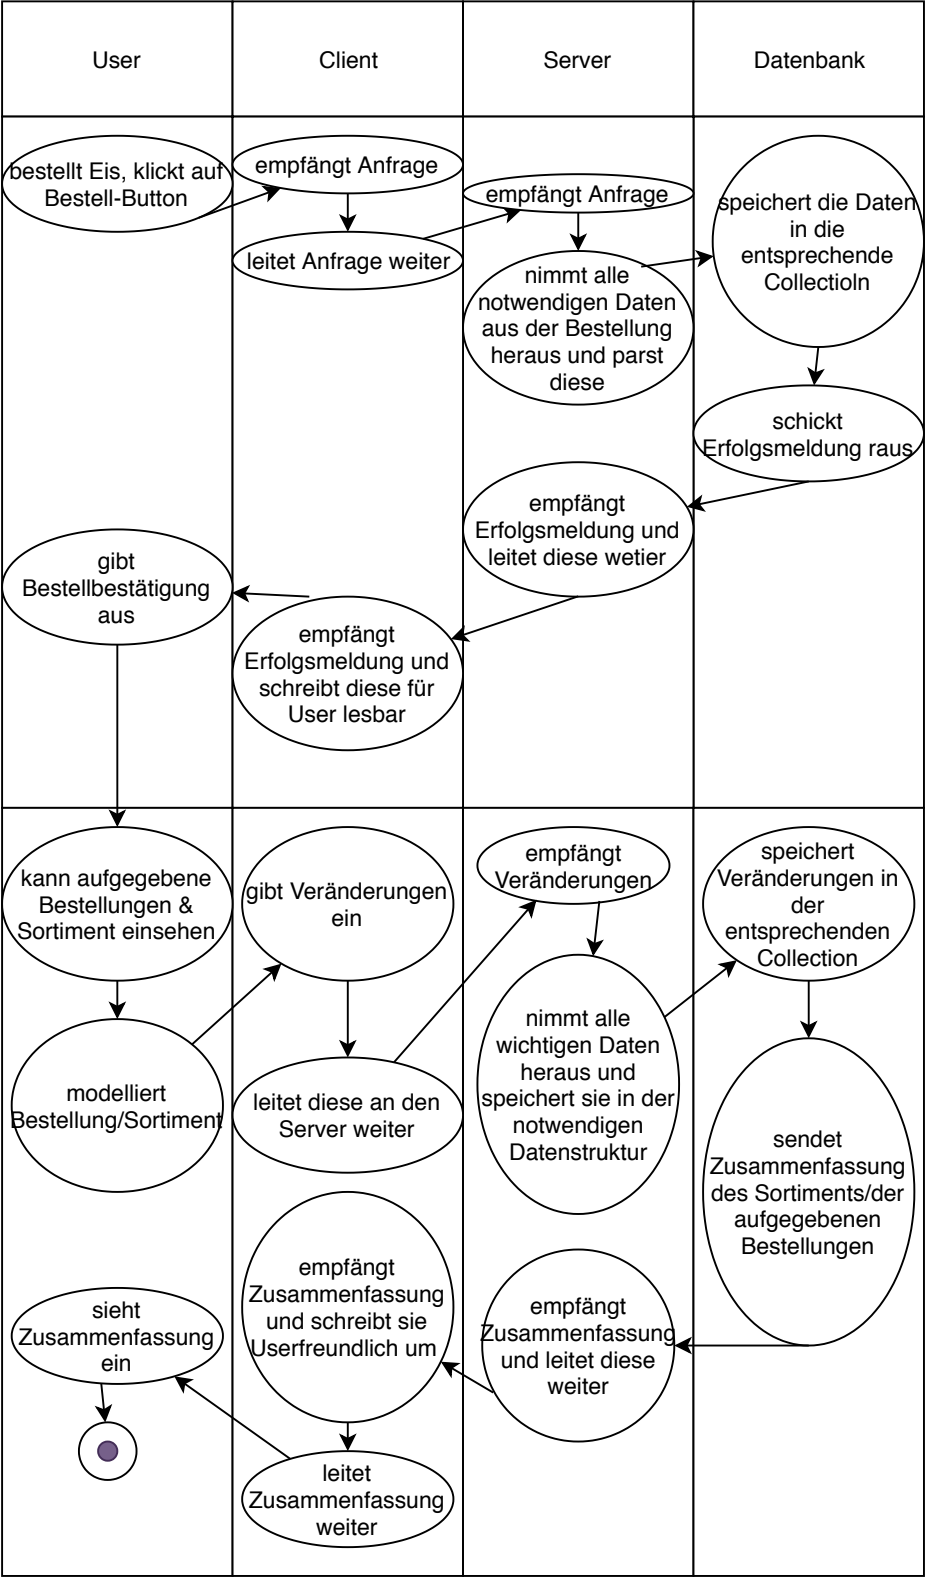 User
Client
Server
Datenbank
bestellt Eis, klickt auf
Bestell-Button
empfängt Anfrage
leitet Anfrage weiter
empfängt Anfrage
nimmt alle
notwendigen Daten
aus der Bestellung
heraus und parst
diese
speichert die Daten
in die
entsprechende
Collectioln
schickt
Erfolgsmeldung raus
empfängt
Erfolgsmeldung und
leitet diese wetier
empfängt
Erfolgsmeldung und
schreibt diese für
User lesbar
gibt
Bestellbestätigung
aus
kann aufgegebene
Bestellungen &
Sortiment einsehen
modelliert
Bestellung/Sortiment
gibt Veränderungen
ein
leitet diese an den
Server weiter
empfängt
Veränderungen
nimmt alle
wichtigen Daten
heraus und
speichert sie in der
notwendigen
Datenstruktur
speichert
Veränderungen in
der
entsprechenden
Collection
sendet
Zusammenfassung
des Sortiments/der
aufgegebenen
Bestellungen
empfängt
Zusammenfassung
und leitet diese
weiter
empfängt
Zusammenfassung
und schreibt sie
Userfreundlich um
leitet
Zusammenfassung
weiter
sieht
Zusammenfassung
ein